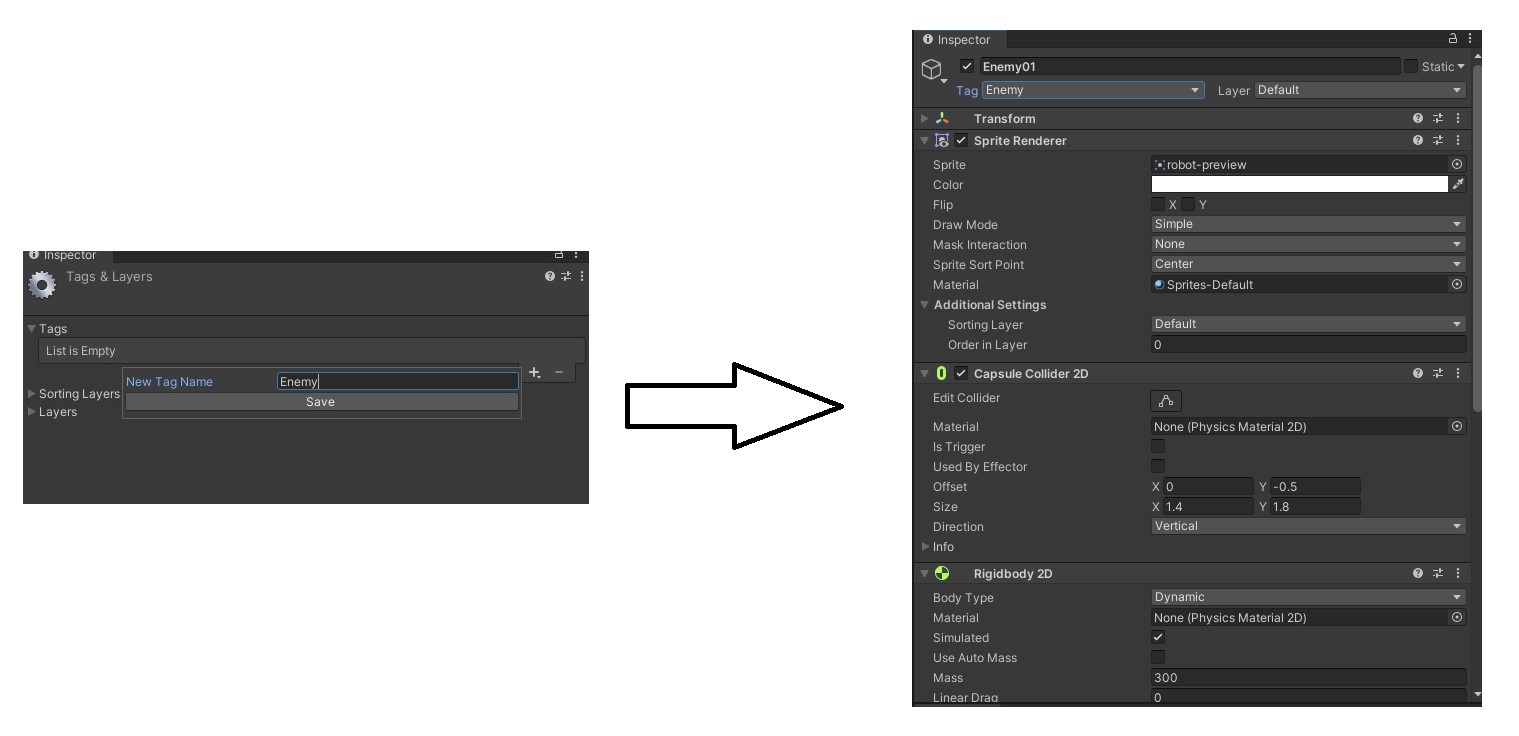 Inspector
Tags & Layers
Tags
List is Empty
New Tag Name Enemy
Sorting Layers
Save
Layers
Inspector
Enemy01 Static
Tag Enemy Layer Default
Transform
Sprite Renderer
Sprite robot-preview
Color
Flip X Y
Draw Mode Simple
Mask Interaction None
Sprite Sort Point Center
Material Sprites-Default
Additional Settings
Sorting Layer Default
Order in Layer 0
Capsule Collider 2D
Edit Collider
Material None (Physics Material 2D)
Is Trigger
Used By Effector
Offset X 0 Y -0.5
Size X 1.4 Y 1.8
Direction Vertical
Info
Rigidbody 2D
Body Type Dynamic
Material None (Physics Material 2D)
Simulated
Use Auto Mass
Mass 300
Linear Drag 0